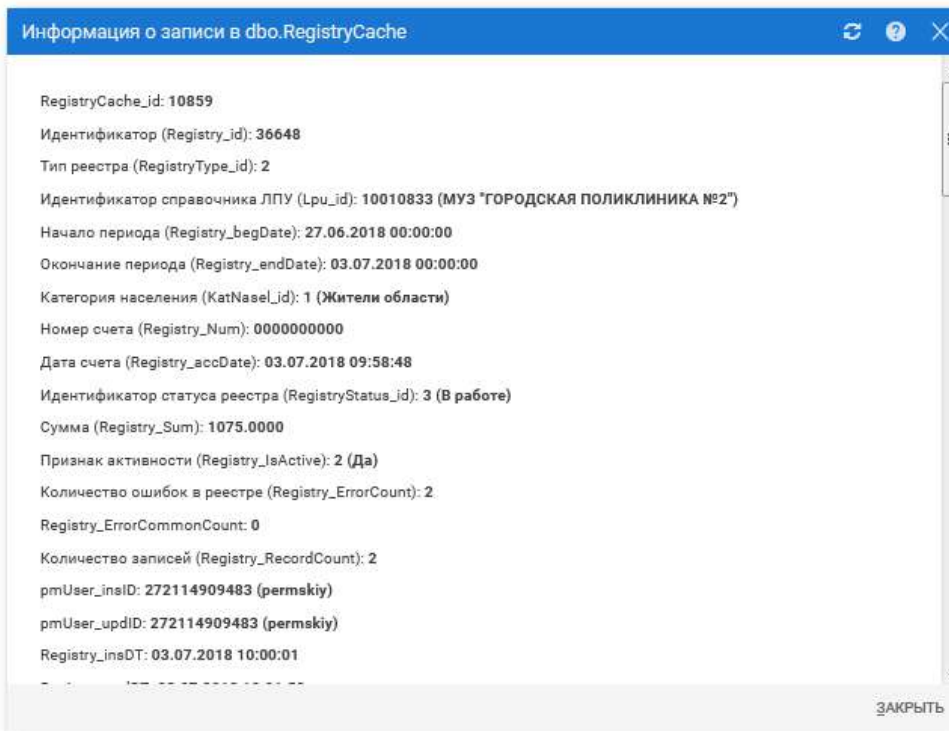 Информация о записи в dbo.RegistryCache
RegistryCache_id: 10859
Идентификатор (Registry_id): 36648
Тип реестра (RegistryType_id): 2
Идентификатор справочника ЛПУ (Lpu_id): 10010833 (МУЗ "ГОРОДСКАЯ ПОЛИКЛИНИКА №2")
Начало периода (Registry_begDate): 27.06.2018 00:00:00
Окончание периода (Registry_endDate): 03.07.2018 00:00:00
Категория населения (KatNasel_id): 1 (Жители области)
Номер счета (Registry_Num): 0000000000
Дата счета (Registry_accDate): 03.07.2018 09:58:48
Идентификатор статуса реестра (RegistryStatus_id): 3 (В работе)
Сумма (Registry_Sum): 1075.0000
Признак активности (Registry_IsActive): 2 (Да)
Количество ошибок в реестре (Registry_ErrorCount): 2
Registry_ErrorCommonCount: 0
Количество записей (Registry_RecordCount): 2
pmUser_insID: 272114909483 (permskiy)
pmUser_updID: 272114909483 (permskiy)
Registry_insDT: 03.07.2018 10:00:01
ЗАКРЫТЬ